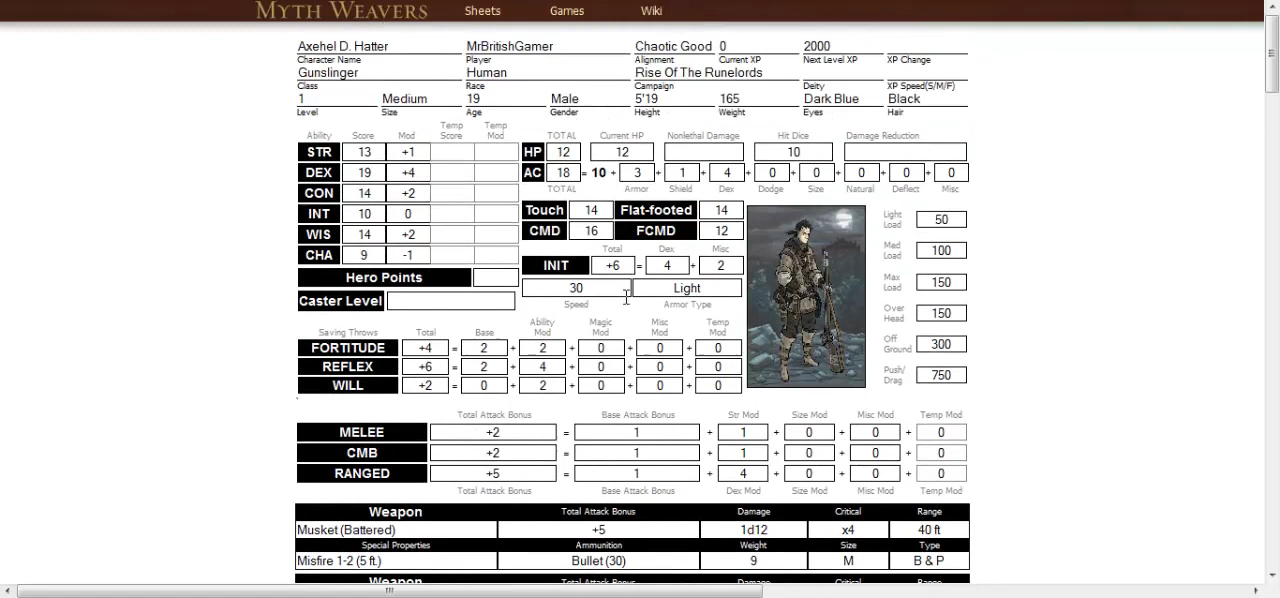 MYTH WEAVERS Sheets Games Wiki
Axehel D. Hatter MrBritishGamer Chaotic Good 0 2000
Character Name Player Alignment Current XP Next Level XP XP Change
Gunslinger Human Rise Of The Runelords
Class Race Campaign Deity XP Speed(S/M/F)
1 Medium 19 Male 5'19 165 Dark Blue Black
Level Size Age Gender Height Weight Eyes Hair
Ability Score Mod Temp Score Temp Mod TOTAL Current HP Nonlethal Damage Hit Dice Damage Reduction
STR 13 +1 HP 12 12 10
DEX 19 +4 AC 18 = 10 + 3 + 1 + 4 + 0 + 0 + 0 + 0 + 0
CON 14 +2 TOTAL Armor Shield Dex Dodge Size Natural Deflect Misc
INT 10 0 Touch 14 Flat-footed 14 Light Load 50
WIS 14 +2 CMD 16 FCMD 12
CHA 9 -1 Total Dex Misc Med Load 100
Hero Points INIT +6 = 4 + 2
Caster Level 30 Light Max Load 150
Speed Armor Type Over Head 150
Saving Throws Total Base Ability Mod Magic Mod Misc Mod Temp Mod
FORTITUDE +4 = 2 + 2 + 0 + 0 + 0 Off Ground 300
REFLEX +6 = 2 + 4 + 0 + 0 + 0 Push/ Drag 750
WILL +2 = 0 + 2 + 0 + 0 + 0
Total Attack Bonus Base Attack Bonus Str Mod Size Mod Misc Mod Temp Mod
MELEE +2 = 1 + 1 + 0 + 0 + 0
CMB +2 = 1 + 1 + 0 + 0 + 0
RANGED +5 = 1 + 4 + 0 + 0 + 0
Total Attack Bonus Base Attack Bonus Dex Mod Size Mod Misc Mod Temp Mod
Weapon Total Attack Bonus Damage Critical Range
Musket (Battered) +5 1d12 x4 40 ft
Special Properties Ammunition Weight Size Type
Misfire 1-2 (5 ft.) Bullet (30) 9 M B & P
Weapon Total Attack Bonus Damage Critical Range